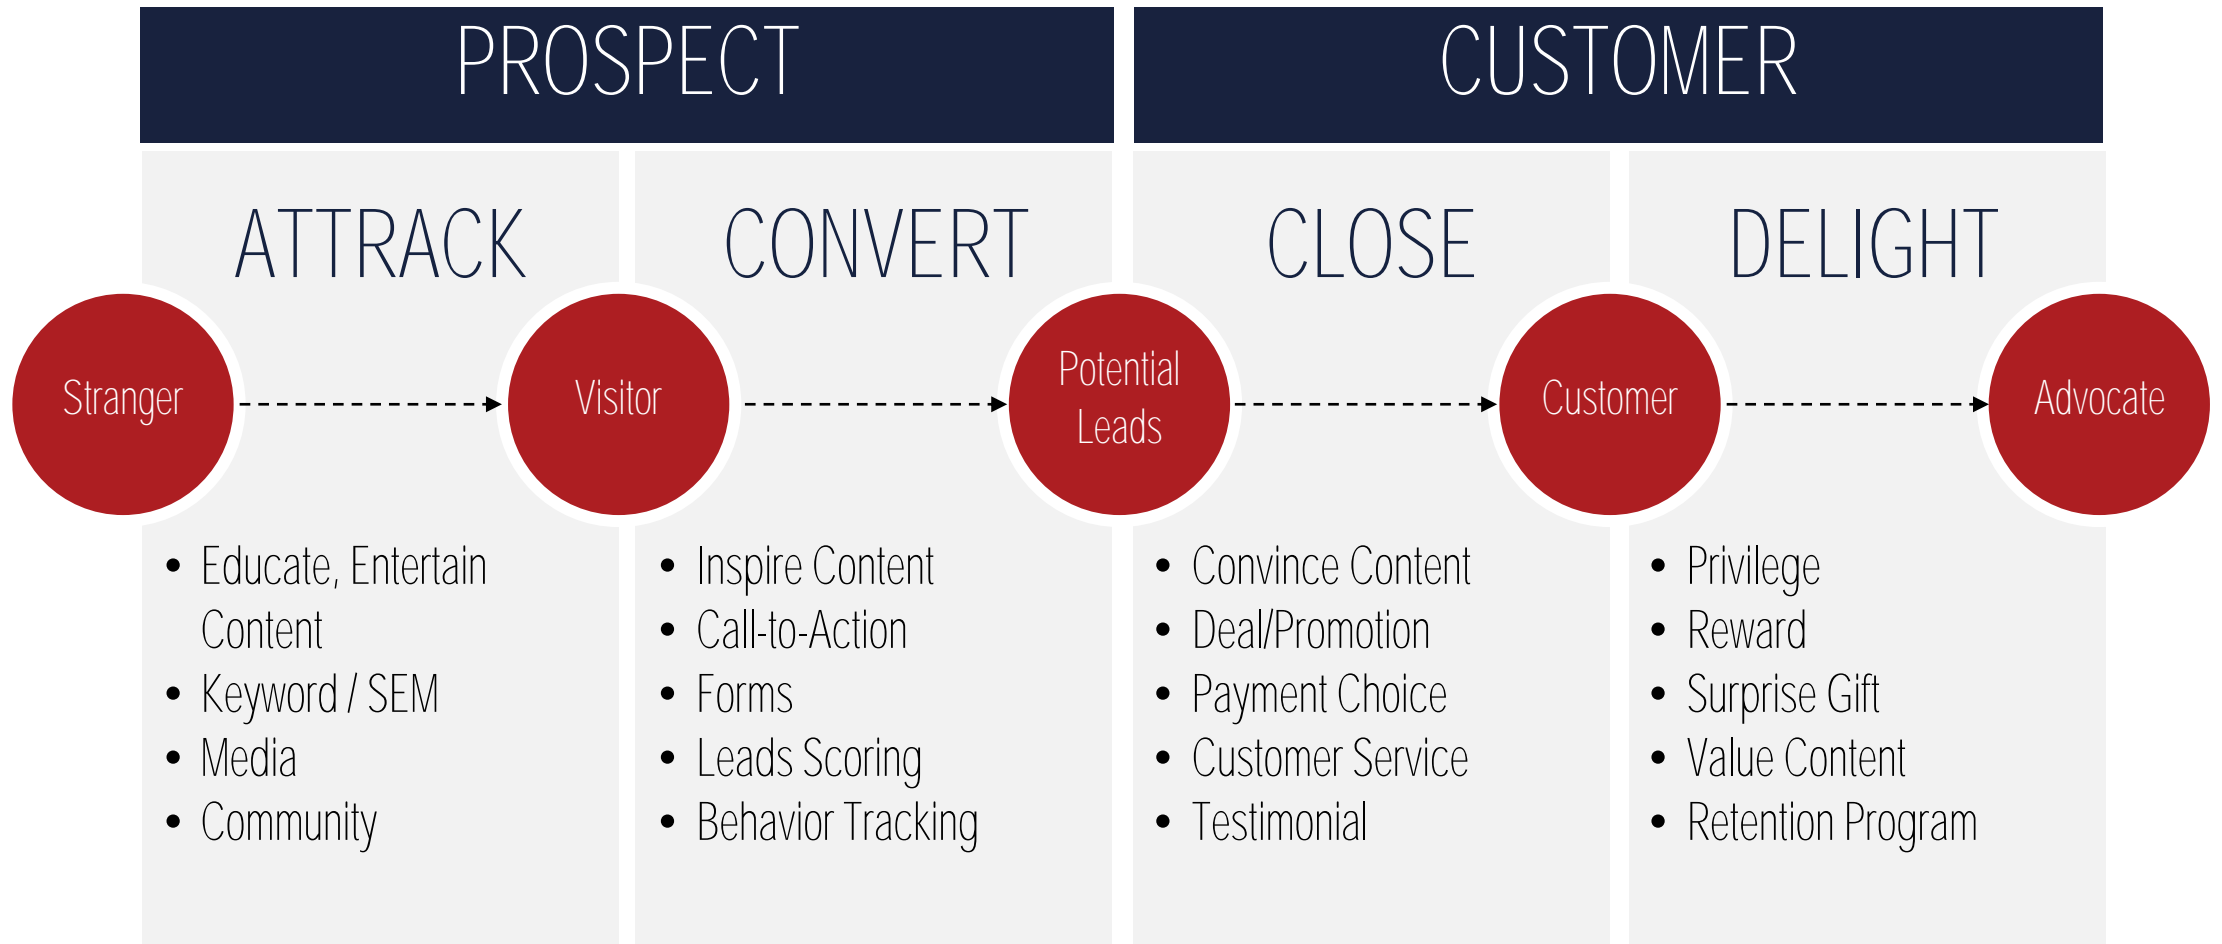 PROSPECT
CUSTOMER
ATTRACK
CONVERT
CLOSE
DELIGHT
Stranger
Visitor
Potential
Leads
Customer
Advocate
• Educate, Entertain
Content
• Keyword / SEM
• Media
• Community
• Inspire Content
• Call-to-Action
• Forms
• Leads Scoring
• Behavior Tracking
• Convince Content
• Deal/Promotion
• Payment Choice
• Customer Service
• Testimonial
• Privilege
• Reward
• Surprise Gift
• Value Content
• Retention Program